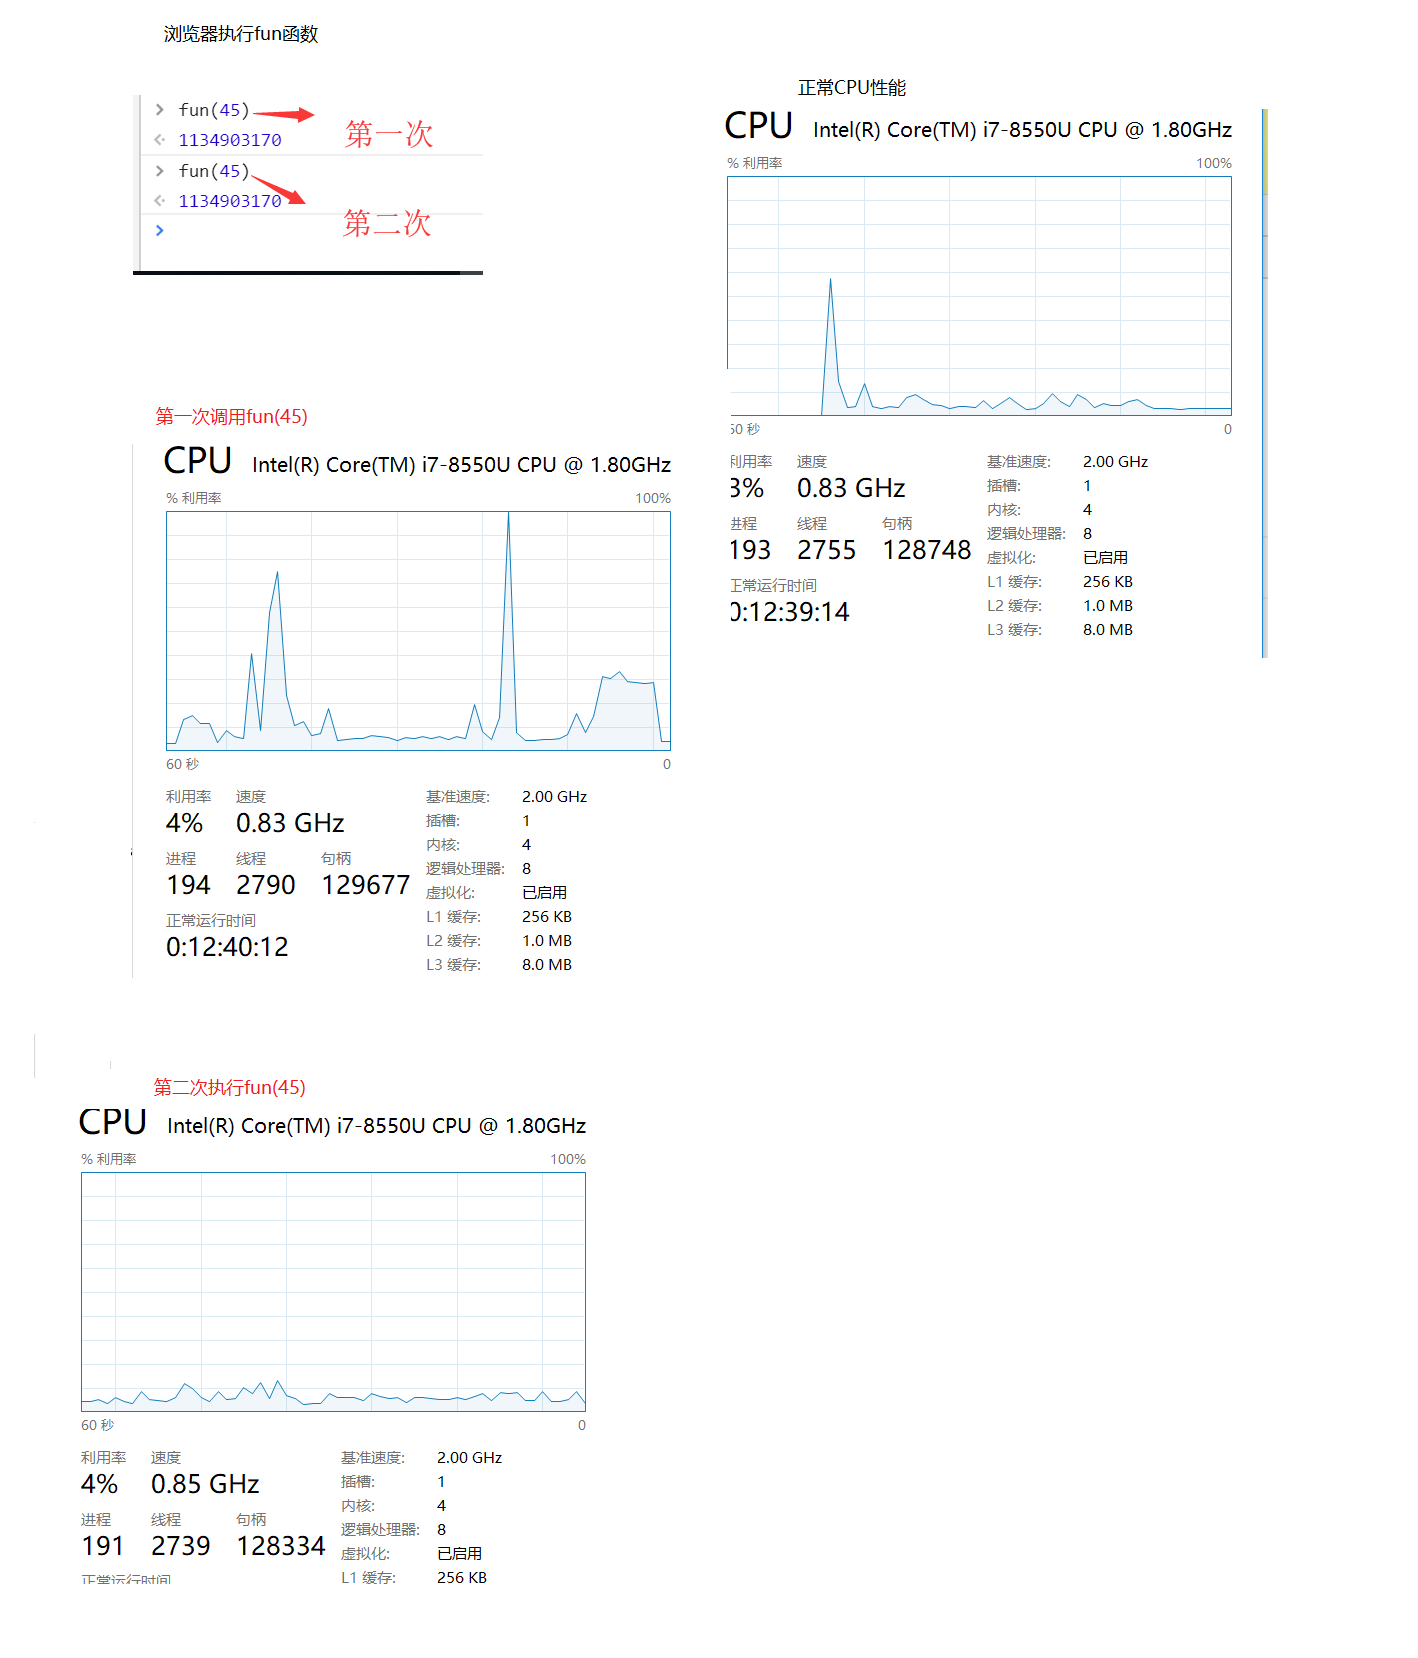 浏览器执行fun函数
fun(45)
第一次
1134903170
fun(45)
1134903170
第二次
正常CPU性能
CPU Intel(R) Core(TM) i7-8550U CPU @ 1.80GHz
% 利用率 100%
60 秒 0
利用率 速度
3% 0.83 GHz
进程 线程 句柄
193 2755 128748
正常运行时间
0:12:39:14
基准速度: 2.00 GHz
插槽: 1
内核: 4
逻辑处理器: 8
虚拟化: 已启用
L1 缓存: 256 KB
L2 缓存: 1.0 MB
L3 缓存: 8.0 MB
第一次调用fun(45)
CPU Intel(R) Core(TM) i7-8550U CPU @ 1.80GHz
% 利用率 100%
60 秒 0
利用率 速度
4% 0.83 GHz
进程 线程 句柄
194 2790 129677
正常运行时间
0:12:40:12
基准速度: 2.00 GHz
插槽: 1
内核: 4
逻辑处理器: 8
虚拟化: 已启用
L1 缓存: 256 KB
L2 缓存: 1.0 MB
L3 缓存: 8.0 MB
第二次执行fun(45)
CPU Intel(R) Core(TM) i7-8550U CPU @ 1.80GHz
% 利用率 100%
60 秒 0
利用率 速度
4% 0.85 GHz
进程 线程 句柄
191 2739 128334
正常运行时间
基准速度: 2.00 GHz
插槽: 1
内核: 4
逻辑处理器: 8
虚拟化: 已启用
L1 缓存: 256 KB